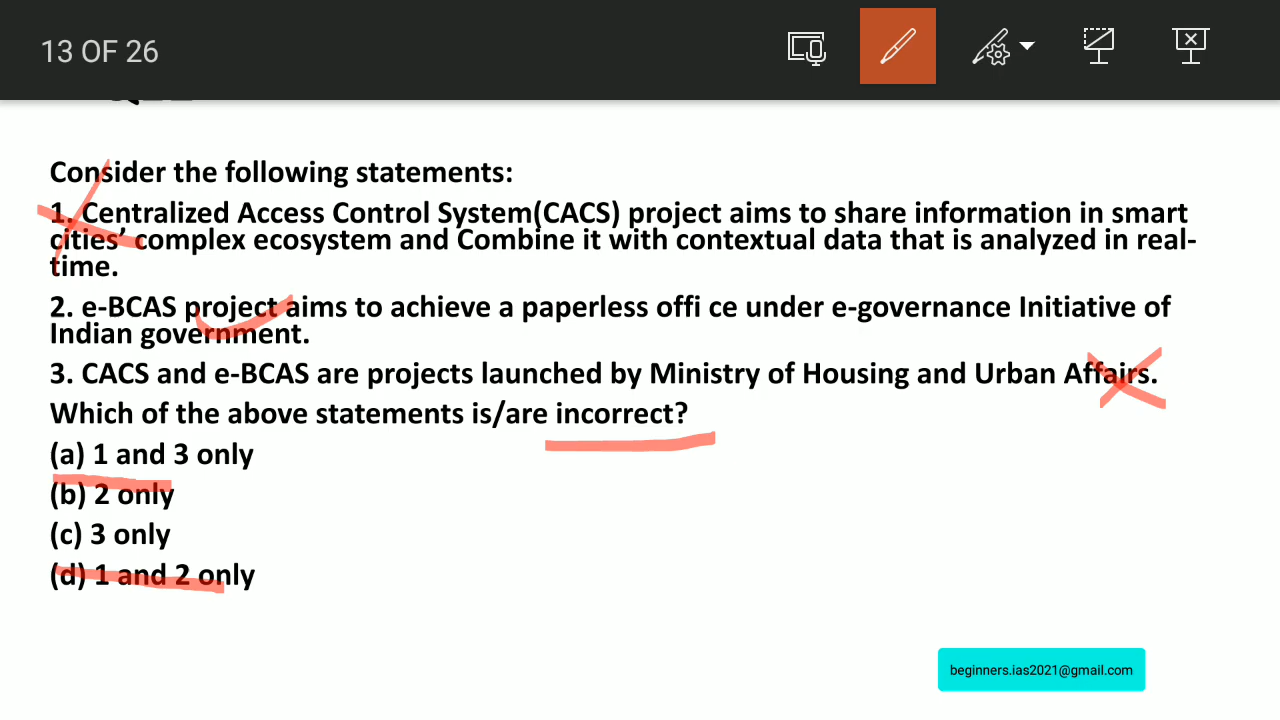 13 OF 26
Consider the following statements:
1. Centralized Access Control System(CACS) project aims to share information in smart
cities’ complex ecosystem and Combine it with contextual data that is analyzed in real-
time.
2. e-BCAS project aims to achieve a paperless offi ce under e-governance Initiative of
Indian government.
3. CACS and e-BCAS are projects launched by Ministry of Housing and Urban Affairs.
Which of the above statements is/are incorrect?
(a) 1 and 3 only
(b) 2 only
(c) 3 only
(d) 1 and 2 only
beginners.ias2021@gmail.com